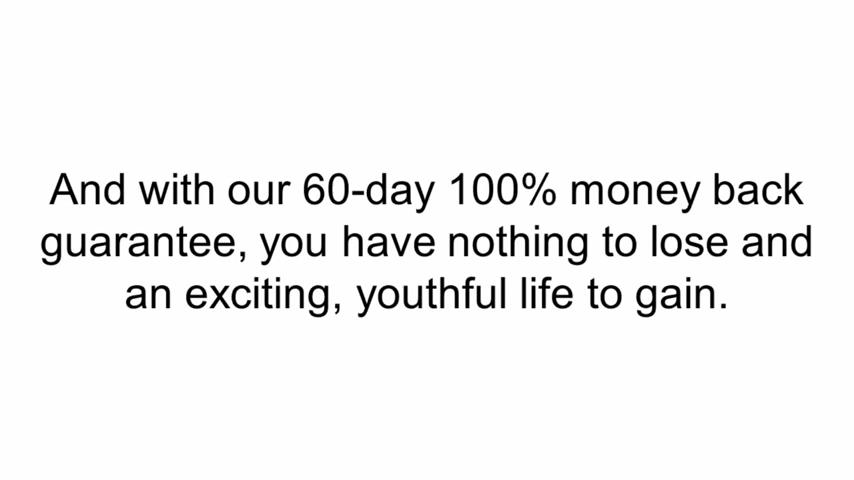 And with our 60-day 100% money back
guarantee, you have nothing to lose and
an exciting, youthful life to gain.